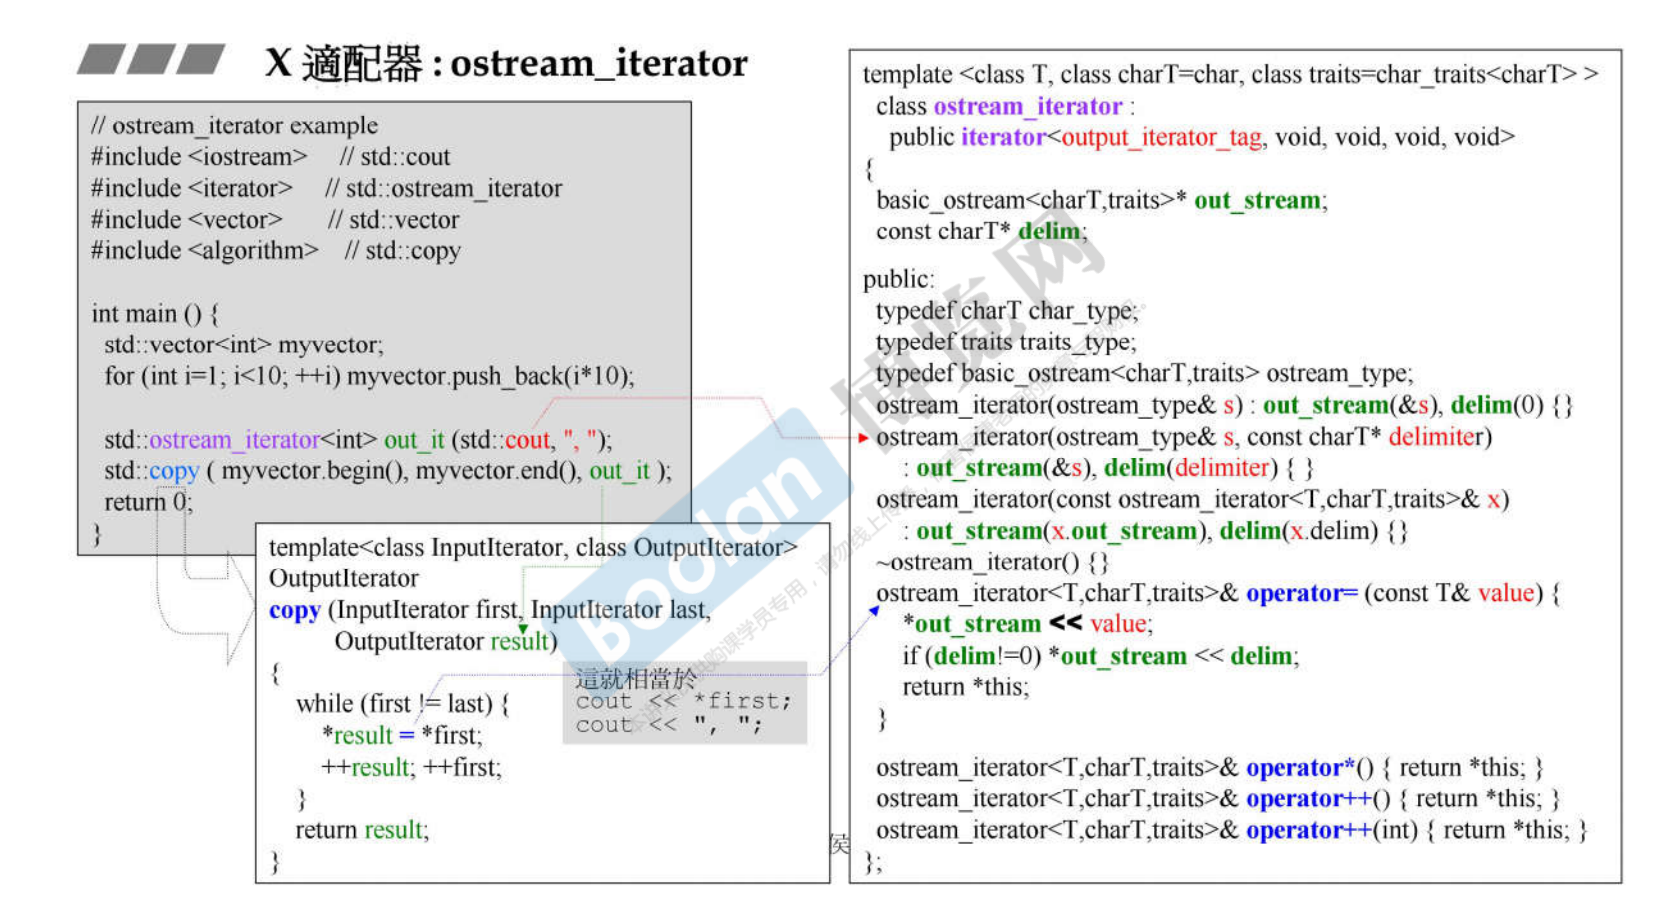 X 適配器 : ostream_iterator
// ostream_iterator example
#include <iostream> // std::cout
#include <iterator> // std::ostream_iterator
#include <vector> // std::vector
#include <algorithm> // std::copy
int main () {
std::vector<int> myvector;
for (int i=1; i<10; ++i) myvector.push_back(i*10);
std::ostream_iterator<int> out_it (std::cout, ", ");
std::copy ( myvector.begin(), myvector.end(), out_it );
return 0;
}
template<class InputIterator, class OutputIterator>
OutputIterator
copy (InputIterator first, InputIterator last,
OutputIterator result)
{
while (first != last) {
*result = *first;
++result; ++first;
}
return result;
}
這就相當於
cout << *first;
cout << ", ";
template <class T, class charT=char, class traits=char_traits<charT> >
class ostream_iterator :
public iterator<output_iterator_tag, void, void, void, void>
{
basic_ostream<charT,traits>* out_stream;
const charT* delim;
public:
typedef charT char_type;
typedef traits traits_type;
typedef basic_ostream<charT,traits> ostream_type;
ostream_iterator(ostream_type& s) : out_stream(&s), delim(0) {}
ostream_iterator(ostream_type& s, const charT* delimiter)
: out_stream(&s), delim(delimiter) { }
ostream_iterator(const ostream_iterator<T,charT,traits>& x)
: out_stream(x.out_stream), delim(x.delim) {}
~ostream_iterator() {}
ostream_iterator<T,charT,traits>& operator= (const T& value) {
*out_stream << value;
if (delim!=0) *out_stream << delim;
return *this;
}
ostream_iterator<T,charT,traits>& operator*() { return *this; }
ostream_iterator<T,charT,traits>& operator++() { return *this; }
ostream_iterator<T,charT,traits>& operator++(int) { return *this; }
};
侯
boolan 博览网